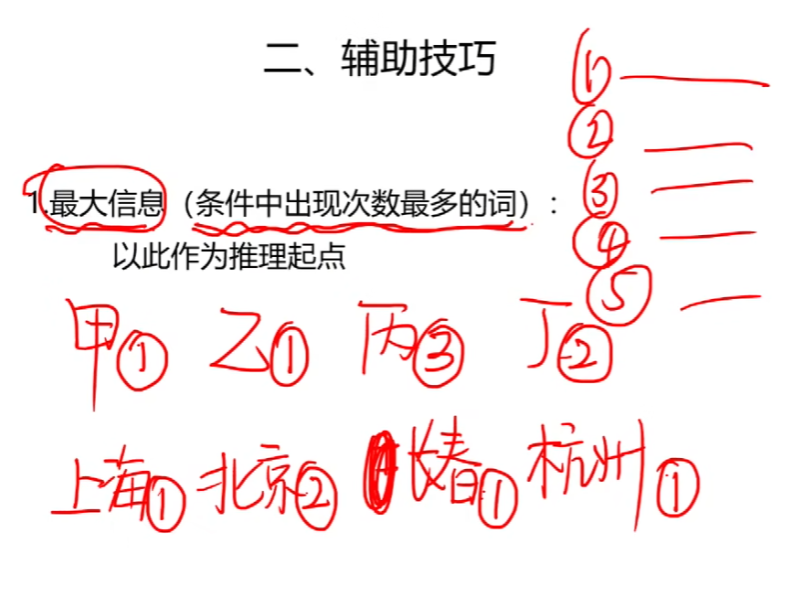 二、辅助技巧
①
②
③
④
⑤
1.最大信息（条件中出现次数最多的词）：
以此作为推理起点
甲① 乙① 丙③ 丁②
上海① 北京② 长春① 杭州①